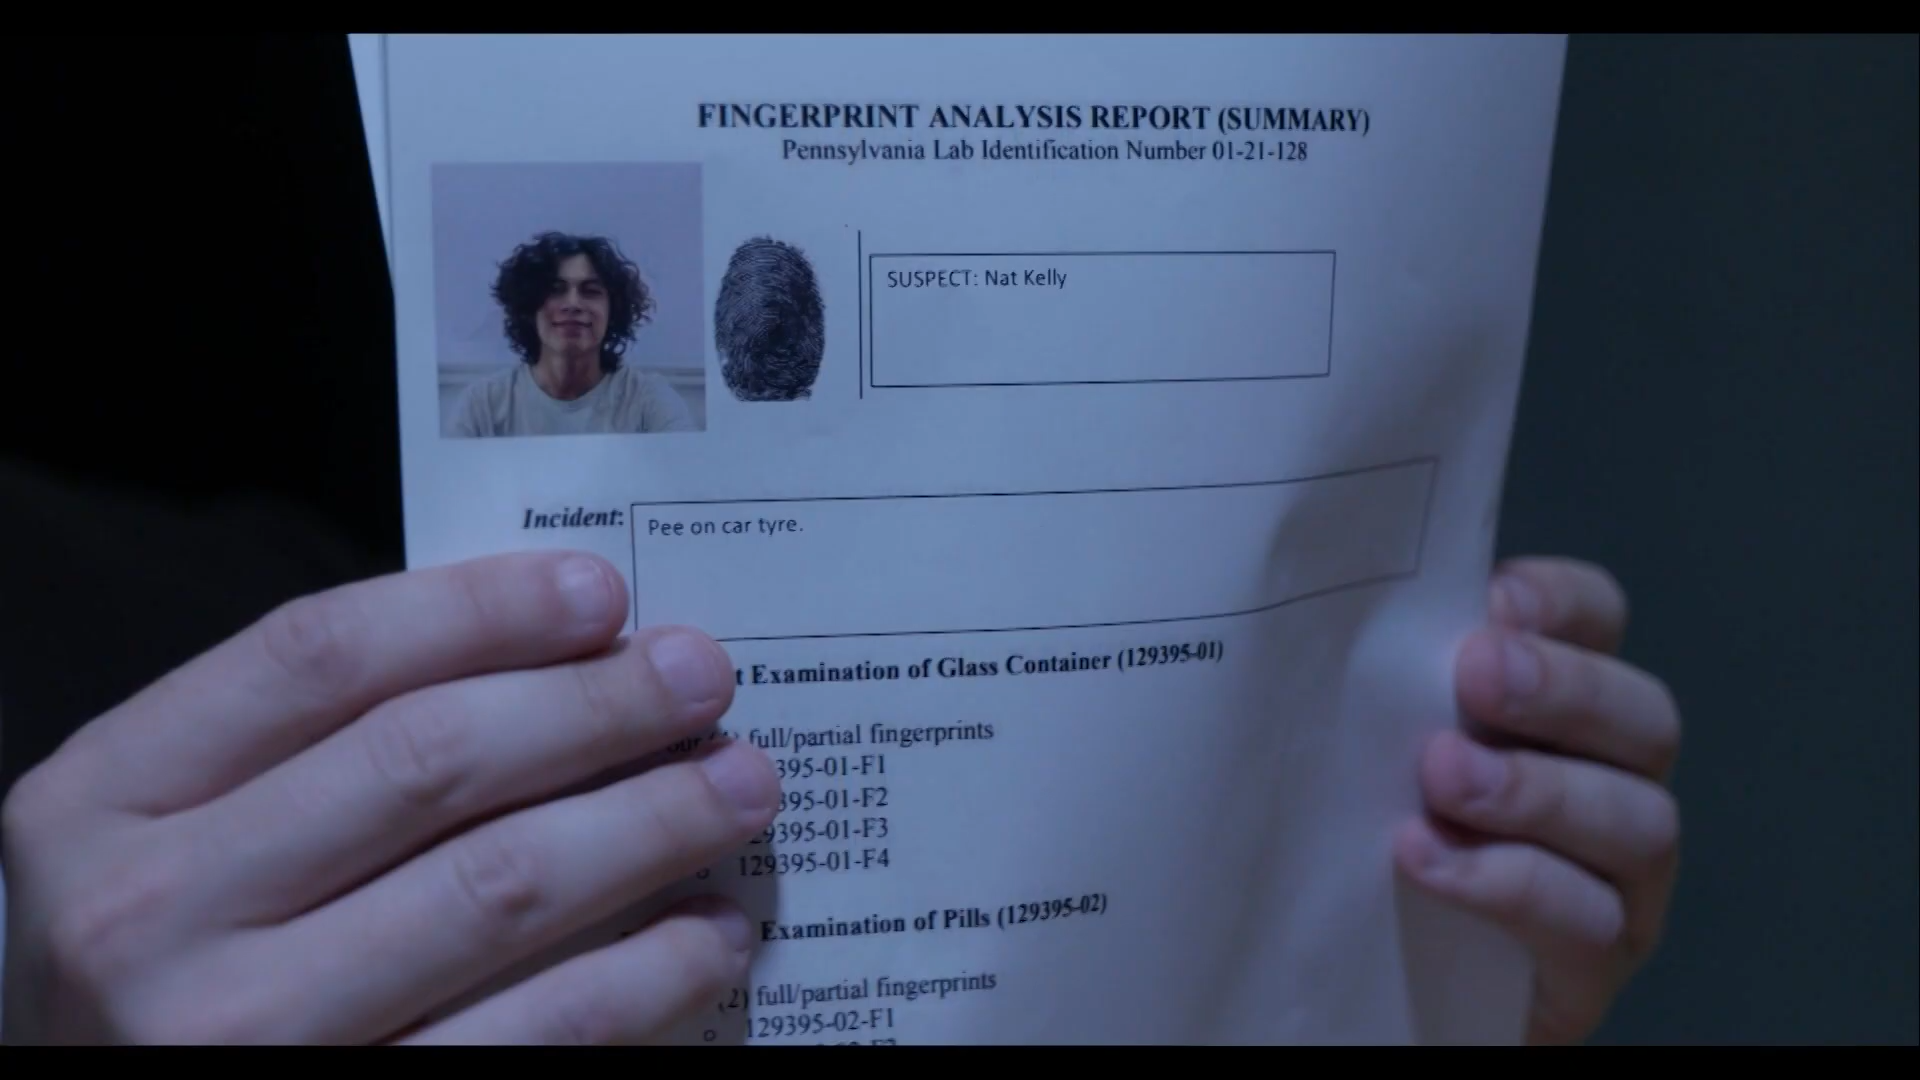 FINGERPRINT ANALYSIS REPORT (SUMMARY)
Pennsylvania Lab Identification Number 01-21-128
SUSPECT: Nat Kelly
Incident:
Pee on car tyre.
Examination of Glass Container (129395-01)
full/partial fingerprints
395-01-F1
395-01-F2
29395-01-F3
129395-01-F4
Examination of Pills (129395-02)
(2) full/partial fingerprints
129395-02-F1